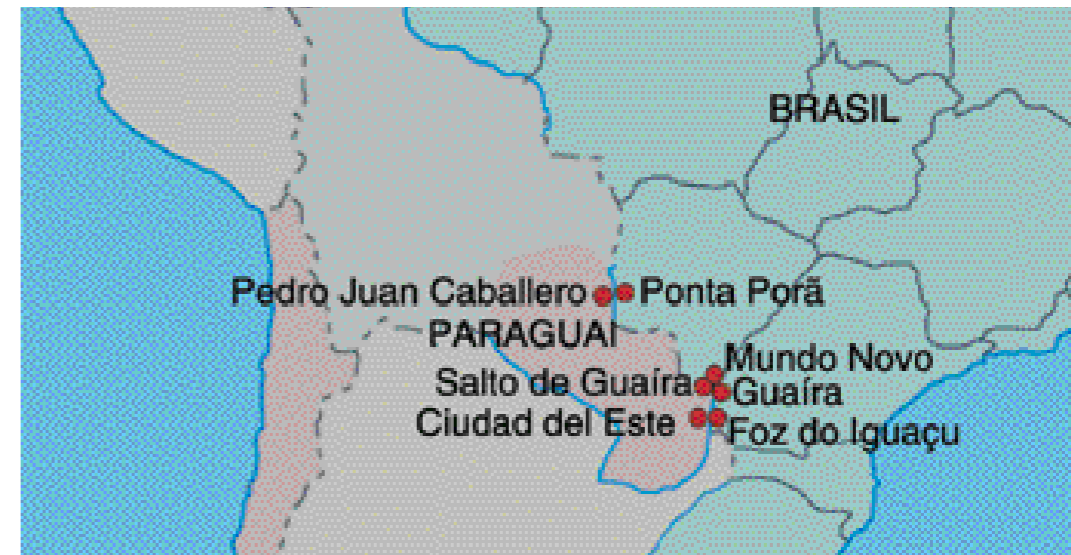 BRASIL
Pedro Juan Caballero
Ponta Porã
PARAGUAI
Mundo Novo
Salto de Guaíra
Guaíra
Ciudad del Este
Foz do Iguaçu